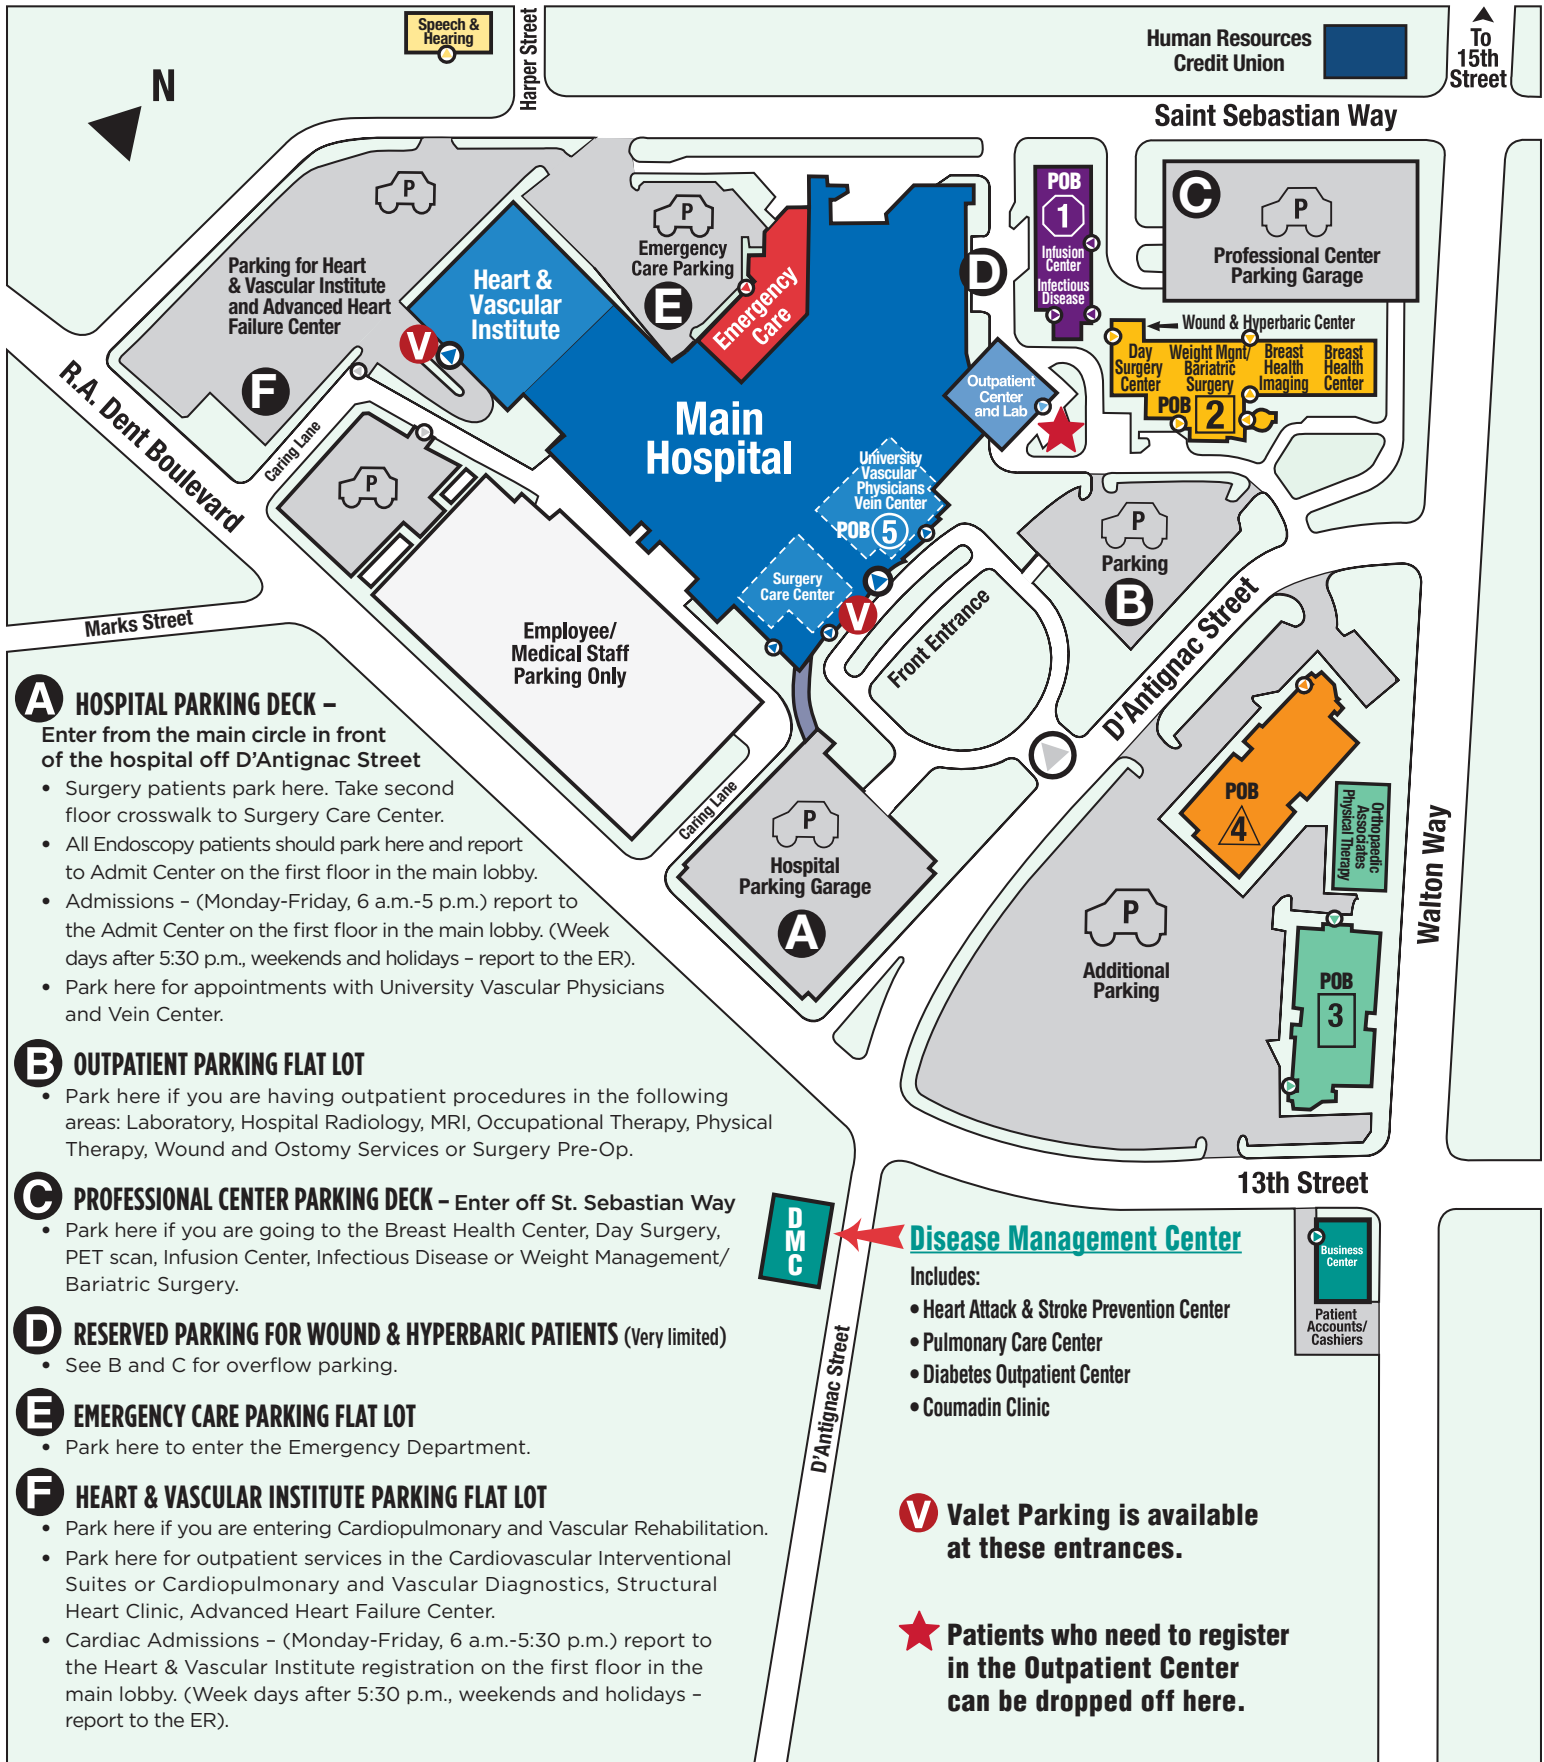 Speech &
Hearing
Harper Street
Human Resources
Credit Union
To
15th
Street
N
Saint Sebastian Way
P
P
Emergency
Care Parking
E
Parking for Heart
& Vascular Institute
and Advanced Heart
Failure Center
F
Heart &
Vascular
Institute
V
Emergency
Care
D
POB
1
Infusion
Center
Infectious
Disease
C
P
Professional Center
Parking Garage
Wound & Hyperbaric Center
Day
Surgery
Center
Weight Mgnt/
Bariatric
Surgery
Breast
Health
Imaging
Breast
Health
Center
POB
2
Outpatient
Center
and Lab
Main
Hospital
University
Vascular
Physicians
Vein Center
POB 5
Surgery
Care Center
V
R.A. Dent Boulevard
Caring Lane
P
Marks Street
Employee/
Medical Staff
Parking Only
Front Entrance
P
Parking
B
D'Antignac Street
Caring Lane
P
Hospital
Parking Garage
A
POB
4
Orthopaedic
Associates
Physical Therapy
P
Additional
Parking
POB
3
Walton Way
13th Street
A HOSPITAL PARKING DECK –
Enter from the main circle in front
of the hospital off D’Antignac Street
• Surgery patients park here. Take second
floor crosswalk to Surgery Care Center.
• All Endoscopy patients should park here and report
to Admit Center on the first floor in the main lobby.
• Admissions – (Monday-Friday, 6 a.m.-5 p.m.) report to
the Admit Center on the first floor in the main lobby. (Week
days after 5:30 p.m., weekends and holidays – report to the ER).
• Park here for appointments with University Vascular Physicians
and Vein Center.
B OUTPATIENT PARKING FLAT LOT
• Park here if you are having outpatient procedures in the following
areas: Laboratory, Hospital Radiology, MRI, Occupational Therapy, Physical
Therapy, Wound and Ostomy Services or Surgery Pre-Op.
C PROFESSIONAL CENTER PARKING DECK – Enter off St. Sebastian Way
• Park here if you are going to the Breast Health Center, Day Surgery,
PET scan, Infusion Center, Infectious Disease or Weight Management/
Bariatric Surgery.
D RESERVED PARKING FOR WOUND & HYPERBARIC PATIENTS (Very limited)
• See B and C for overflow parking.
E EMERGENCY CARE PARKING FLAT LOT
• Park here to enter the Emergency Department.
F HEART & VASCULAR INSTITUTE PARKING FLAT LOT
• Park here if you are entering Cardiopulmonary and Vascular Rehabilitation.
• Park here for outpatient services in the Cardiovascular Interventional
Suites or Cardiopulmonary and Vascular Diagnostics, Structural
Heart Clinic, Advanced Heart Failure Center.
• Cardiac Admissions – (Monday-Friday, 6 a.m.-5:30 p.m.) report to
the Heart & Vascular Institute registration on the first floor in the
main lobby. (Week days after 5:30 p.m., weekends and holidays –
report to the ER).
D
M
C
Disease Management Center
Includes:
• Heart Attack & Stroke Prevention Center
• Pulmonary Care Center
• Diabetes Outpatient Center
• Coumadin Clinic
D'Antignac Street
Business
Center
Patient
Accounts/
Cashiers
V Valet Parking is available
at these entrances.
Patients who need to register
in the Outpatient Center
can be dropped off here.